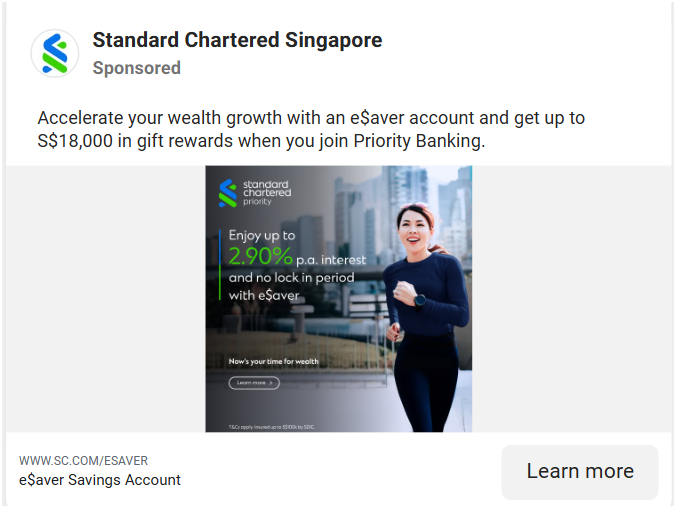 Standard Chartered Singapore
Sponsored
Accelerate your wealth growth with an e$aver account and get up to
S$18,000 in gift rewards when you join Priority Banking.
standard
chartered
priority
Enjoy up to
2.90% p.a. interest
and no lock in period
with e$aver
Now's your time for wealth
Learn more >
T&Cs apply Insured up to S$100k by SDIC.
WWW.SC.COM/ESAVER
e$aver Savings Account
Learn more